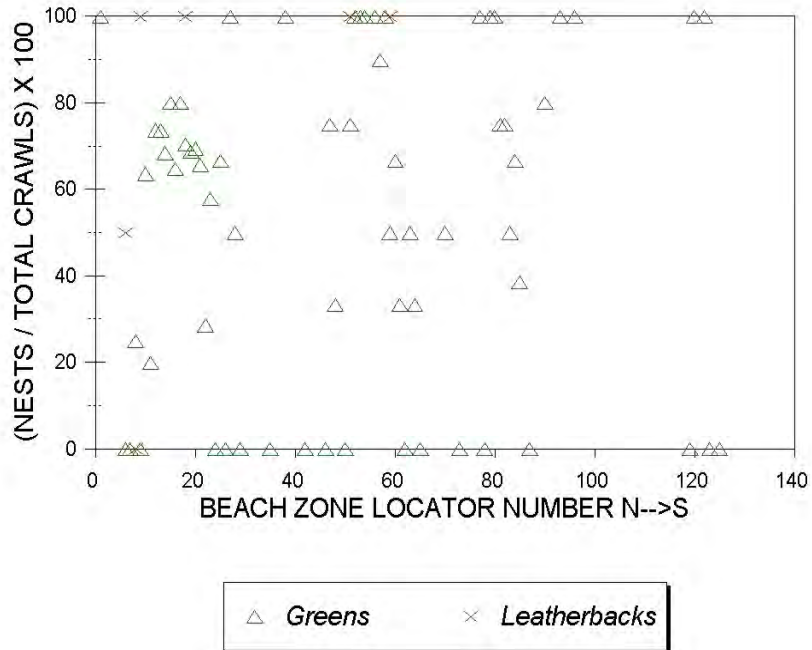 (NESTS / TOTAL CRAWLS) X 100
100
80
60
40
20
0
0 20 40 60 80 100 120 140
BEACH ZONE LOCATOR NUMBER N-->S
Greens Leatherbacks